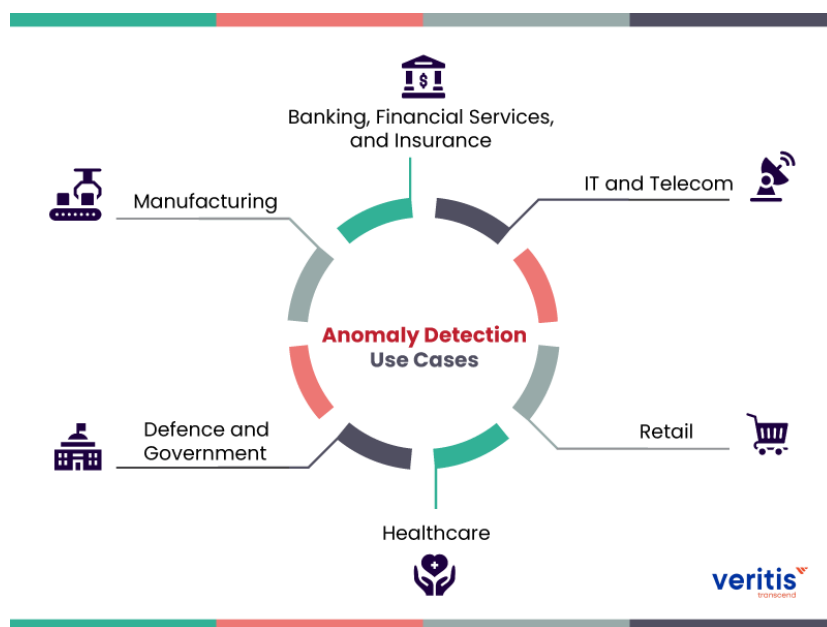 $
Banking, Financial Services,
and Insurance
IT and Telecom
Manufacturing
Anomaly Detection
Use Cases
Defence and
Government
Retail
Healthcare
veritis
transcend